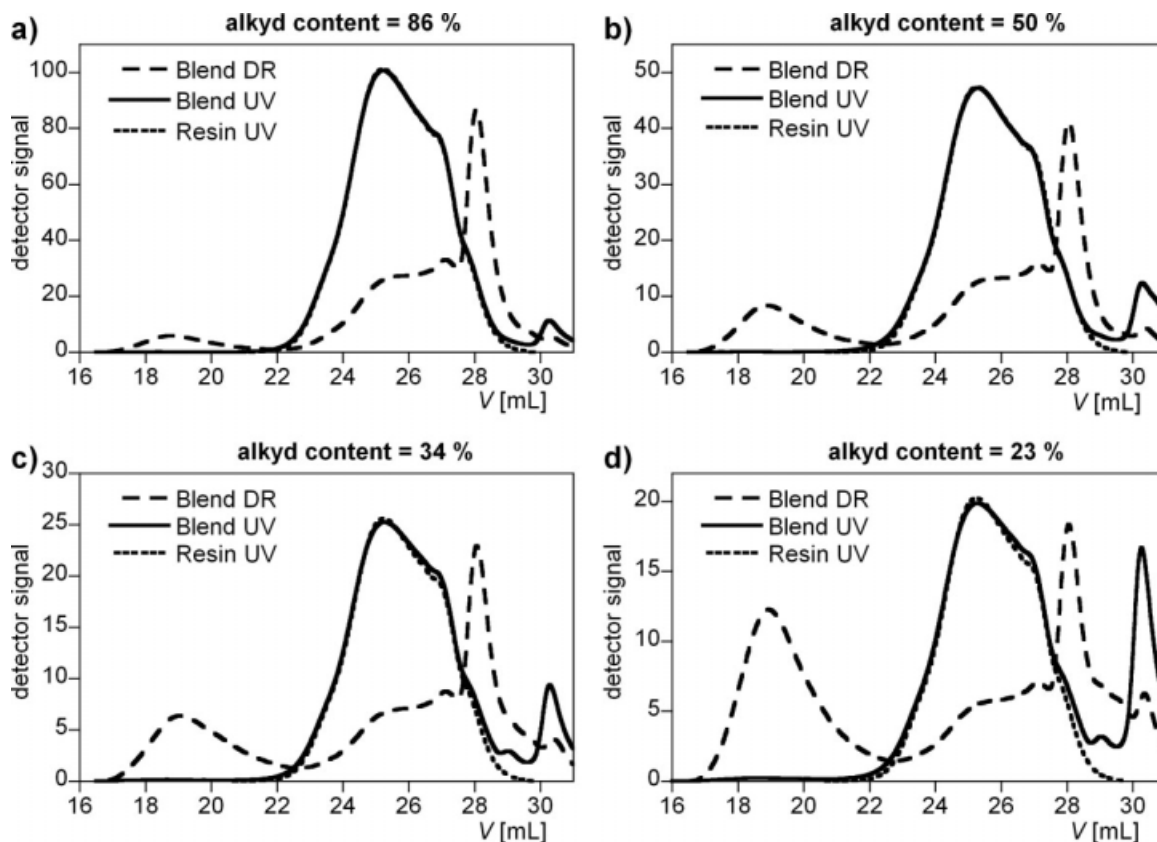 a)
alkyd content = 86 %
detector signal
100
80
60
40
20
0
Blend DR
Blend UV
Resin UV
16 18 20 22 24 26 28 30
V [mL]
b)
alkyd content = 50 %
detector signal
50
40
30
20
10
0
Blend DR
Blend UV
Resin UV
16 18 20 22 24 26 28 30
V [mL]
c)
alkyd content = 34 %
detector signal
30
25
20
15
10
5
0
Blend DR
Blend UV
Resin UV
16 18 20 22 24 26 28 30
V [mL]
d)
alkyd content = 23 %
detector signal
20
15
10
5
0
Blend DR
Blend UV
Resin UV
16 18 20 22 24 26 28 30
V [mL]